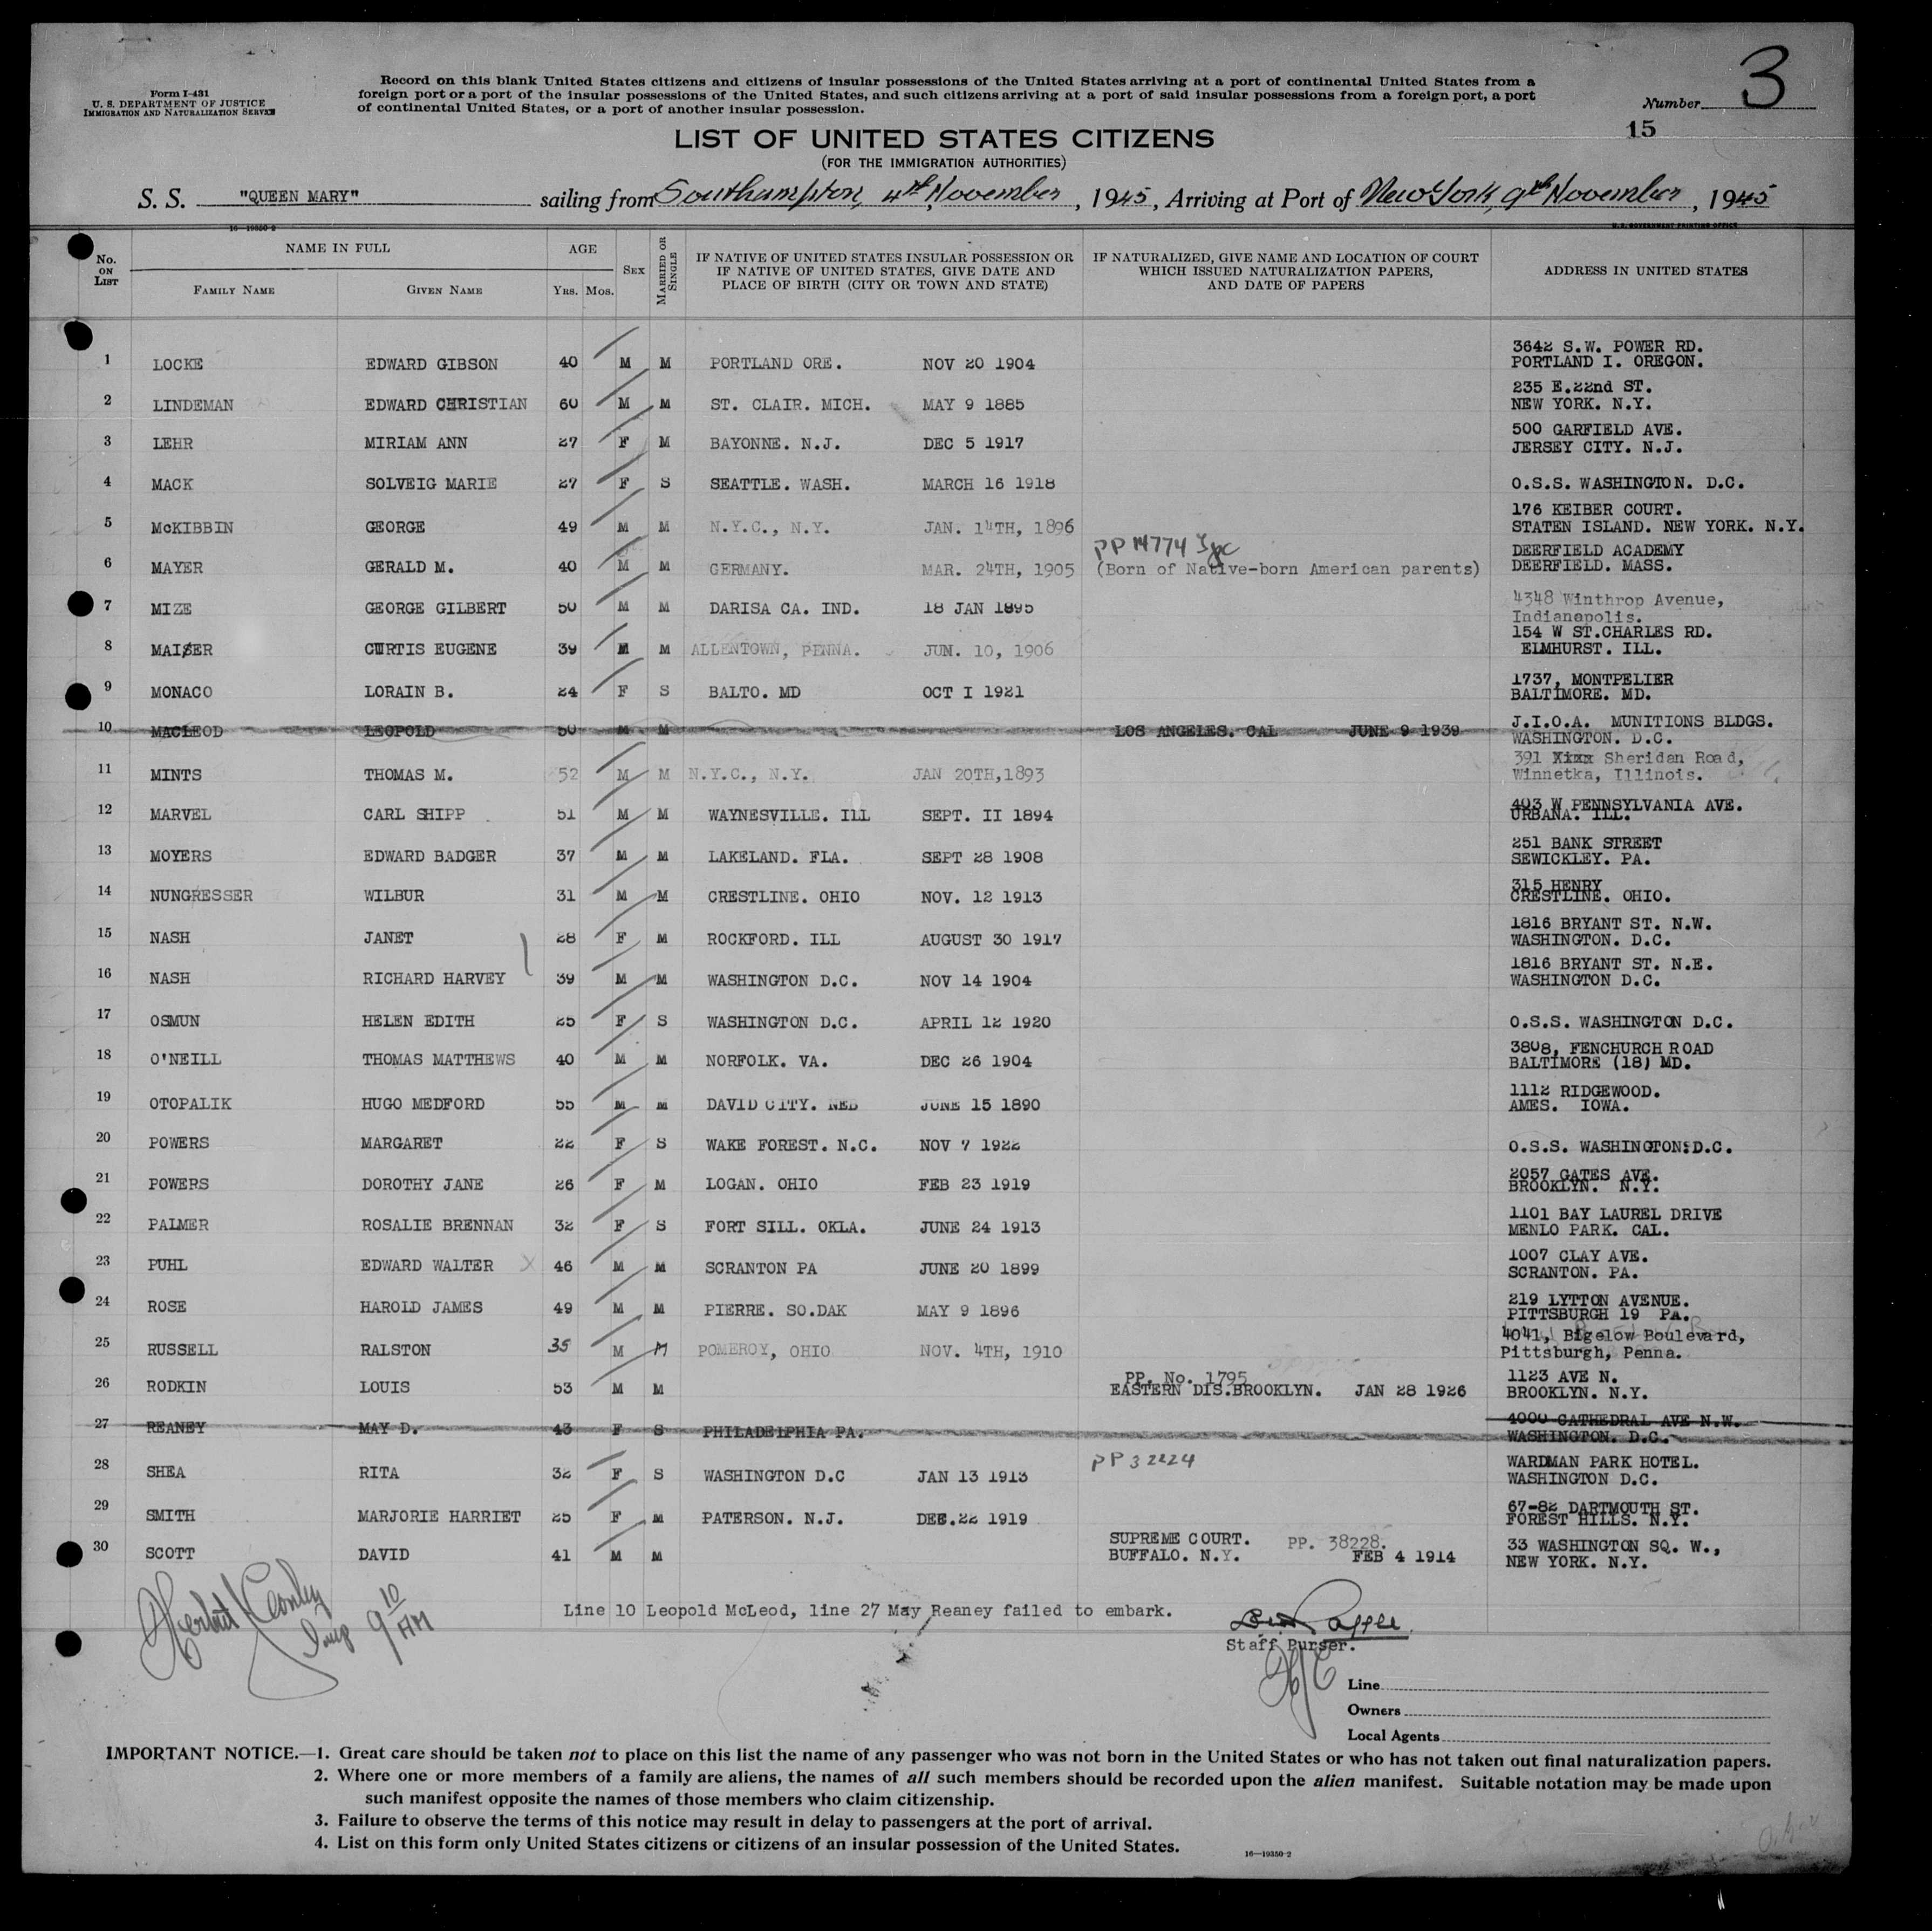 Form I-431
U. S. DEPARTMENT OF JUSTICE
IMMIGRATION AND NATURALIZATION SERVICE
Record on this blank United States citizens and citizens of insular possessions of the United States arriving at a port of continental United States from a
foreign port or a port of the insular possessions of the United States, and such citizens arriving at a port of said insular possessions from a foreign port, a port
of continental United States, or a port of another insular possession.
Number 3
15
LIST OF UNITED STATES CITIZENS
(FOR THE IMMIGRATION AUTHORITIES)
S. S. "QUEEN MARY" sailing from Southampton, 4th November, 1945, Arriving at Port of New York, 9th November, 1945
16—19350-2 U.S. GOVERNMENT PRINTING OFFICE
No. ON LIST NAME IN FULL FAMILY NAME GIVEN NAME AGE YRS. MOS. SEX MARRIED OR SINGLE IF NATIVE OF UNITED STATES INSULAR POSSESSION OR IF NATIVE OF UNITED STATES, GIVE DATE AND PLACE OF BIRTH (CITY OR TOWN AND STATE) IF NATURALIZED, GIVE NAME AND LOCATION OF COURT WHICH ISSUED NATURALIZATION PAPERS, AND DATE OF PAPERS ADDRESS IN UNITED STATES
3642 S.W. POWER RD.
1 LOCKE EDWARD GIBSON 40 M M PORTLAND ORE. NOV 20 1904 PORTLAND I. OREGON.
235 E.22nd ST.
2 LINDEMAN EDWARD CHRISTIAN 60 M M ST. CLAIR. MICH. MAY 9 1885 NEW YORK. N.Y.
500 GARFIELD AVE.
3 LEHR MIRIAM ANN 27 F M BAYONNE. N.J. DEC 5 1917 JERSEY CITY. N.J.
4 MACK SOLVEIG MARIE 27 F S SEATTLE. WASH. MARCH 16 1918 O.S.S. WASHINGTON. D.C.
176 KEIBER COURT.
5 McKIBBIN GEORGE 49 M M N.Y.C., N.Y. JAN. 14TH, 1896 STATEN ISLAND. NEW YORK. N.Y.
PP 14774 DEERFIELD ACADEMY
6 MAYER GERALD M. 40 M M GERMANY. MAR. 24TH, 1905 (Born of Native-born American parents) DEERFIELD. MASS.
7 MIZE GEORGE GILBERT 50 M M DARISA CA. IND. 18 JAN 1895 4348 Winthrop Avenue,
Indianapolis.
154 W ST.CHARLES RD.
8 MAISER CURTIS EUGENE 39 M M ALLENTOWN, PENNA. JUN. 10, 1906 ELMHURST. ILL.
1737, MONTPELIER
9 MONACO LORAIN B. 24 F S BALTO. MD OCT I 1921 BALTIMORE. MD.
J.I.O.A. MUNITIONS BLDGS.
10 MACLEOD LEOPOLD 50 M M LOS ANGELES. CAL JUNE 9 1939 WASHINGTON. D.C.
391 Xixx Sheridan Road,
11 MINTS THOMAS M. 52 M M N.Y.C., N.Y. JAN 20TH,1893 Winnetka, Illinois.
403 W PENNSYLVANIA AVE.
12 MARVEL CARL SHIPP . 51 M M WAYNESVILLE. ILL SEPT. II 1894 URBANA. ILL.
251 BANK STREET
13 MOYERS EDWARD BADGER 37 M M LAKELAND. FLA. SEPT 28 1908 SEWICKLEY. PA.
315 HENRY
14 NUNGRESSER WILBUR 31 M M CRESTLINE. OHIO NOV. 12 1913 CRESTLINE. OHIO.
1816 BRYANT ST. N.W.
15 NASH JANET 28 F M ROCKFORD. ILL AUGUST 30 1917 WASHINGTON. D.C.
1816 BRYANT ST. N.E.
16 NASH RICHARD HARVEY 39 M M WASHINGTON D.C. NOV 14 1904 WASHINGTON D.C.
17 OSMUN HELEN EDITH 25 F S WASHINGTON D.C. APRIL 12 1920 O.S.S. WASHINGTON D.C.
3808, FENCHURCH ROAD
18 O'NEILL THOMAS MATTHEWS 40 M M NORFOLK. VA. DEC 26 1904 BALTIMORE (18) MD.
1112 RIDGEWOOD.
19 OTOPALIK HUGO MEDFORD 55 M M DAVID CITY. NEB JUNE 15 1890 AMES. IOWA.
20 POWERS MARGARET 22 F S WAKE FOREST. N.C. NOV 7 1922 O.S.S. WASHINGTON:D.C.
2057 GATES AVE.
21 POWERS DOROTHY JANE 26 F M LOGAN. OHIO FEB 23 1919 BROOKLYN. N.Y.
1101 BAY LAUREL DRIVE
22 PALMER ROSALIE BRENNAN 32 F S FORT SILL. OKLA. JUNE 24 1913 MENLO PARK. CAL.
1007 CLAY AVE.
23 PUHL EDWARD WALTER X 46 M M SCRANTON PA JUNE 20 1899 SCRANTON. PA.
219 LYTTON AVENUE.
24 ROSE HAROLD JAMES 49 M M PIERRE. SO.DAK MAY 9 1896 PITTSBURGH 19 PA.
4041, Bigelow Boulevard,
25 RUSSELL RALSTON 35 M M POMEROY, OHIO NOV. 4TH, 1910 Pittsburgh, Penna.
PP. No. 1795 1123 AVE N.
26 RODKIN LOUIS 53 M M EASTERN DIS.BROOKLYN. JAN 28 1926 BROOKLYN. N.Y.
4000 CATHEDRAL AVE N.W.
27 REANEY MAY D. 43 F S PHILADELPHIA PA. WASHINGTON. D.C.
PP 32224 WARDMAN PARK HOTEL.
28 SHEA RITA 32 F S WASHINGTON D.C JAN 13 1913 WASHINGTON D.C.
67-82 DARTMOUTH ST.
29 SMITH MARJORIE HARRIET 25 F M PATERSON. N.J. DEC.22 1919 FOREST HILLS. N.Y.
SUPREME COURT. PP. 38228. 33 WASHINGTON SQ. W.,
30 SCOTT DAVID 41 M M BUFFALO. N.Y. FEB 4 1914 NEW YORK. N.Y.
Insp 9 10 AM
Line 10 Leopold McLeod, line 27 May Reaney failed to embark.
Staff Purser.
Line
Owners
Local Agents
IMPORTANT NOTICE.—1. Great care should be taken not to place on this list the name of any passenger who was not born in the United States or who has not taken out final naturalization papers.
2. Where one or more members of a family are aliens, the names of all such members should be recorded upon the alien manifest. Suitable notation may be made upon
such manifest opposite the names of those members who claim citizenship.
3. Failure to observe the terms of this notice may result in delay to passengers at the port of arrival.
4. List on this form only United States citizens or citizens of an insular possession of the United States.
16—19350-2